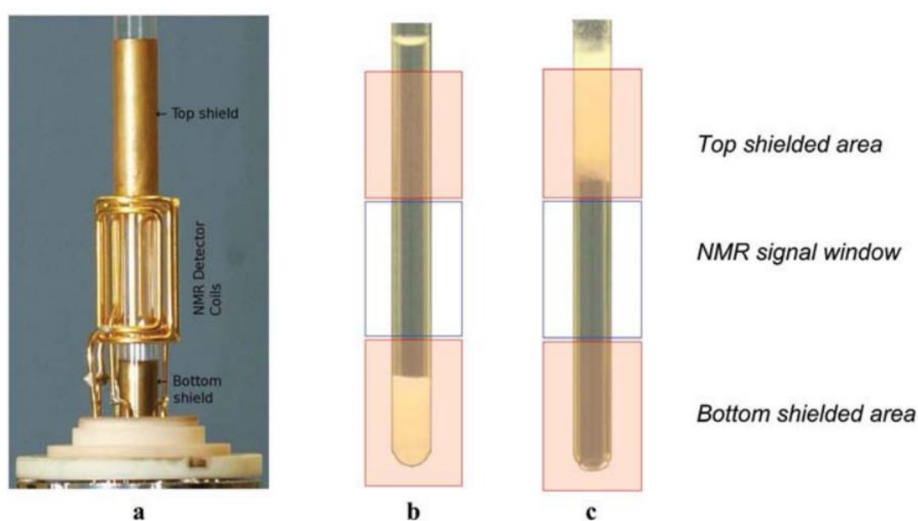 Top shield
NMR Detector
Coils
Bottom
shield
Top shielded area
NMR signal window
Bottom shielded area
a
b
c